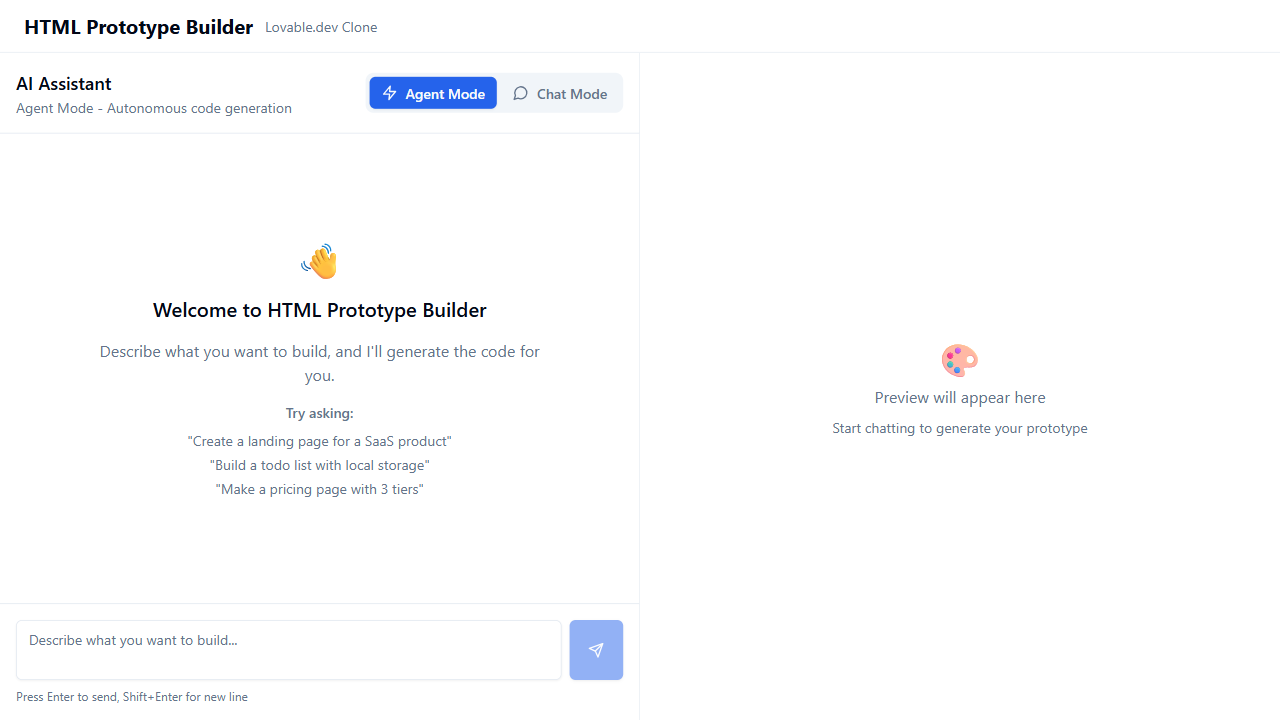 HTML Prototype Builder Lovable.dev Clone
AI Assistant
Agent Mode - Autonomous code generation
Agent Mode
Chat Mode
Welcome to HTML Prototype Builder
Describe what you want to build, and I'll generate the code for
you.
Try asking:
"Create a landing page for a SaaS product"
"Build a todo list with local storage"
"Make a pricing page with 3 tiers"
Describe what you want to build...
Press Enter to send, Shift+Enter for new line
Preview will appear here
Start chatting to generate your prototype